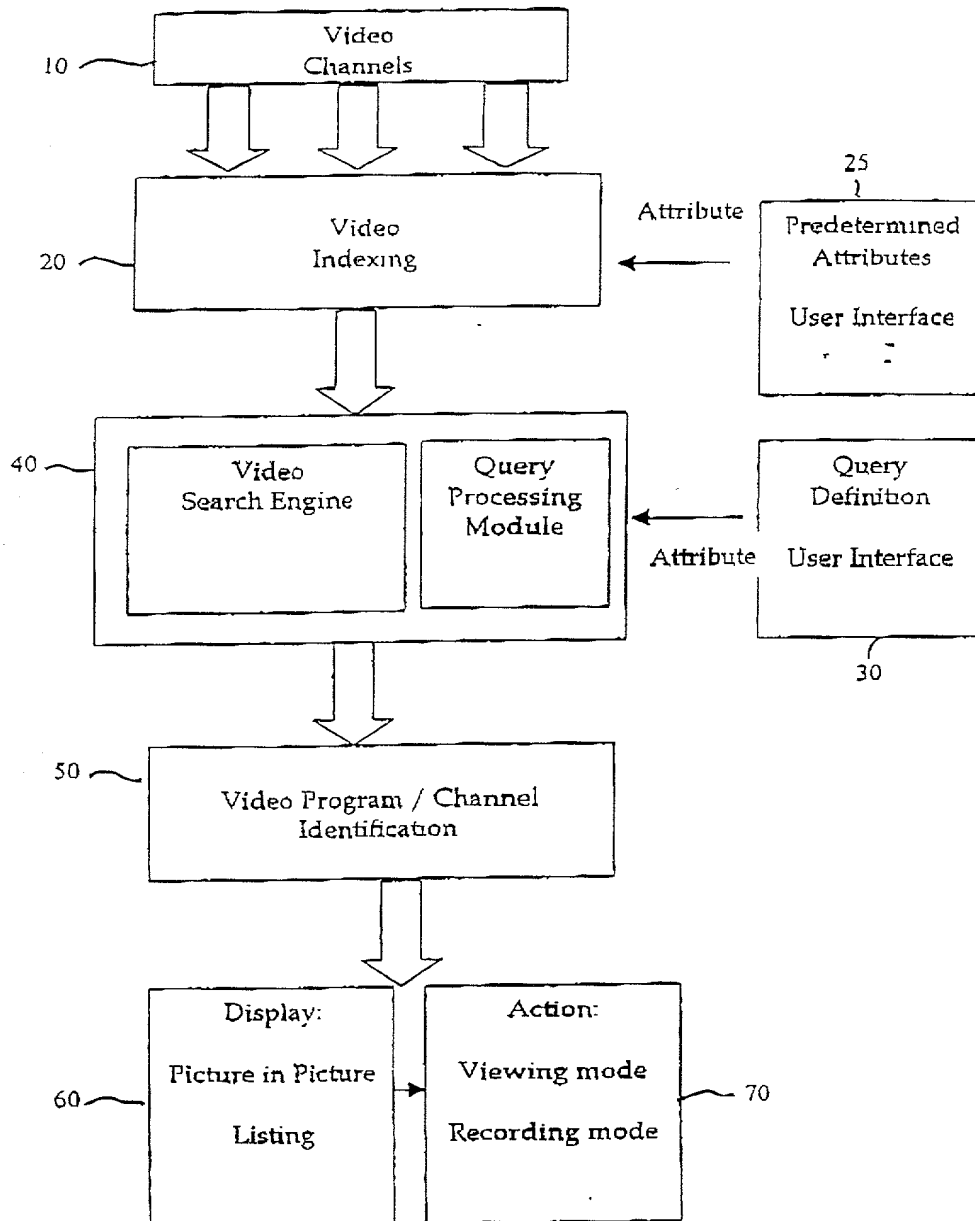 Video
Channels
10
25
Video
Indexing
20
Attribute
Predetermined
Attributes
User Interface
40
Video
Search Engine
Query
Processing
Module
Attribute
Query
Definition
User Interface
30
50
Video Program / Channel
Identification
Display:
Picture in Picture
Listing
60
Action:
Viewing mode
Recording mode
70